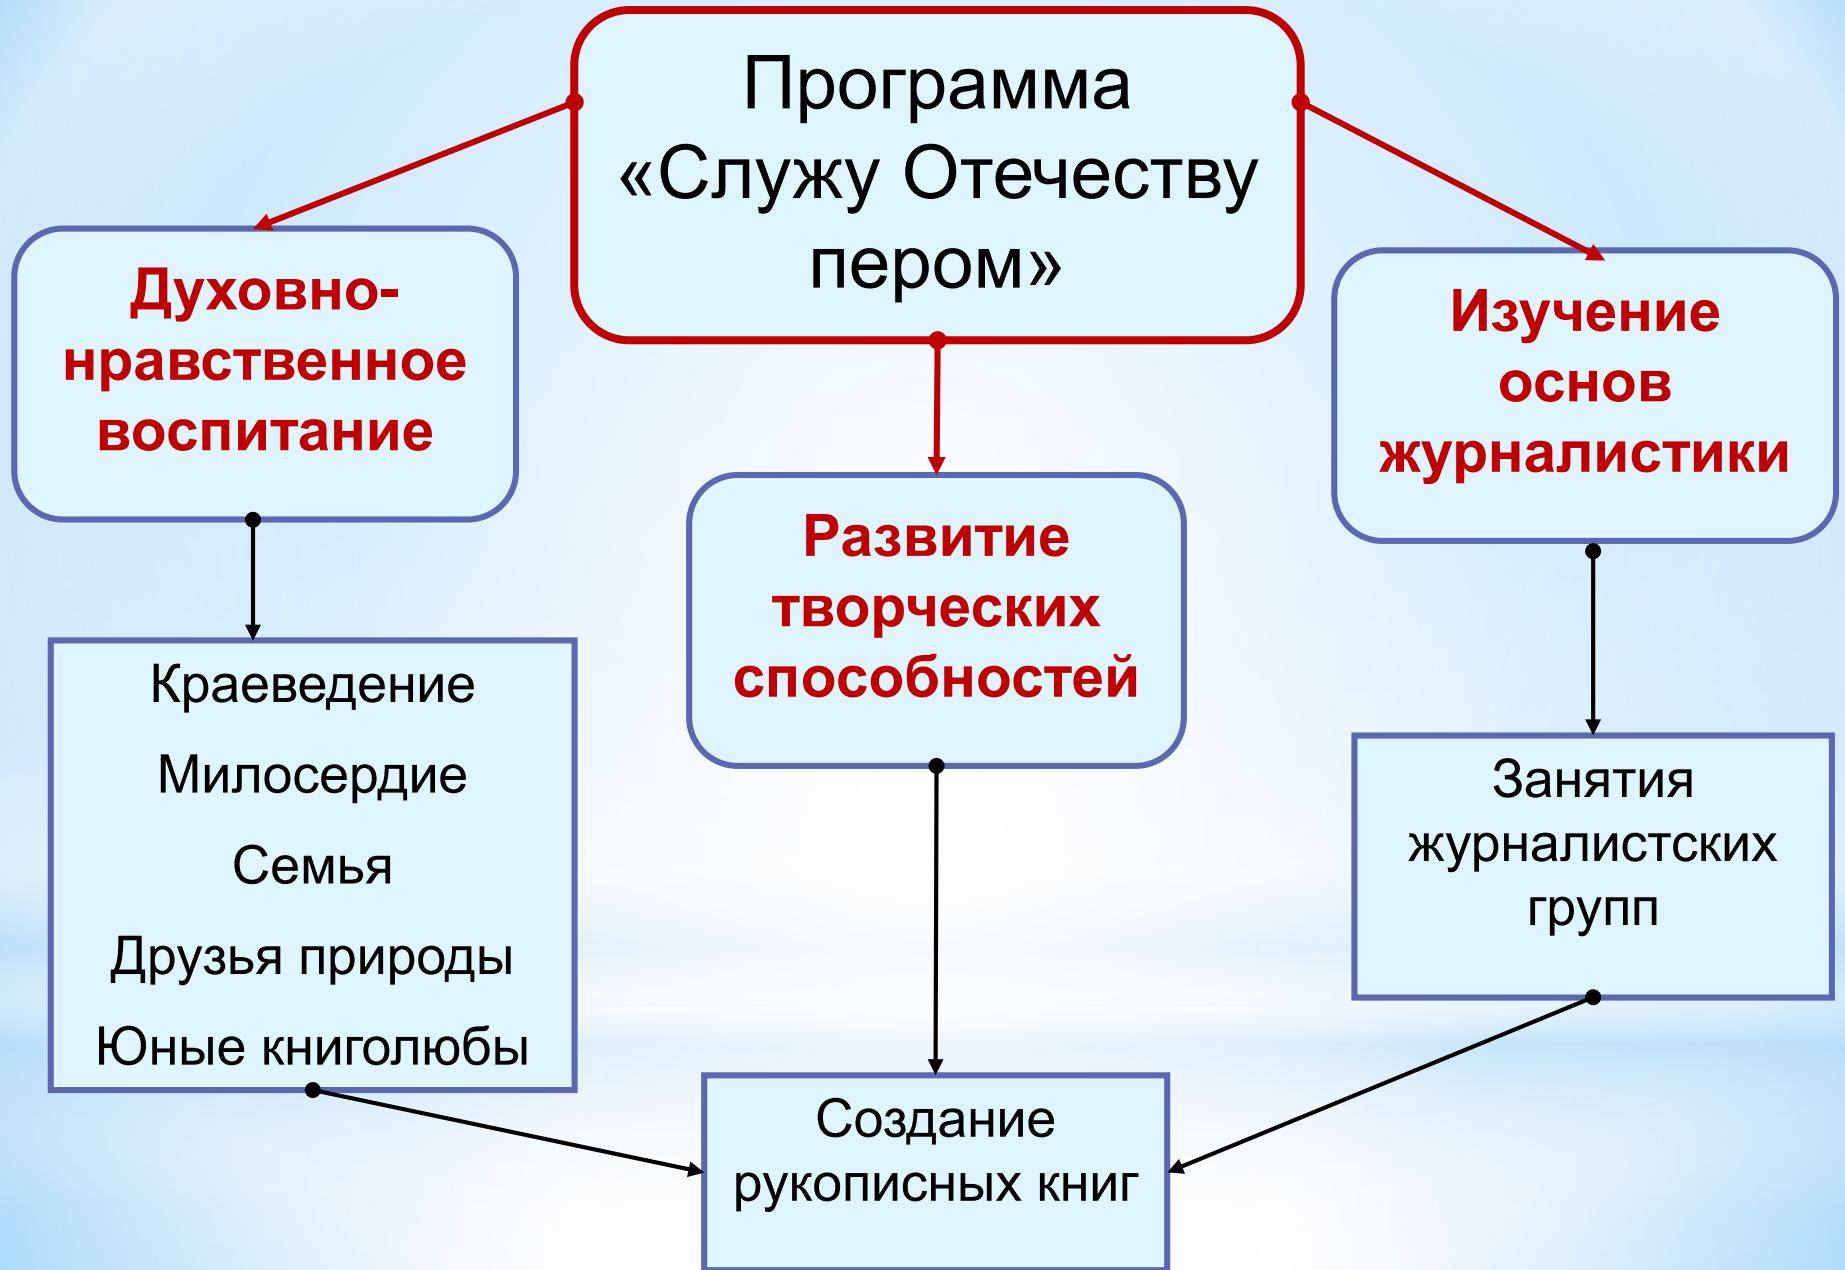 Программа
«Служу Отечеству
пером»
Духовно-
нравственное
воспитание
Развитие
творческих
способностей
Изучение
основ
журналистики
Краеведение
Милосердие
Семья
Друзья природы
Юные книголюбы
Занятия
журналистских
групп
Создание
рукописных книг